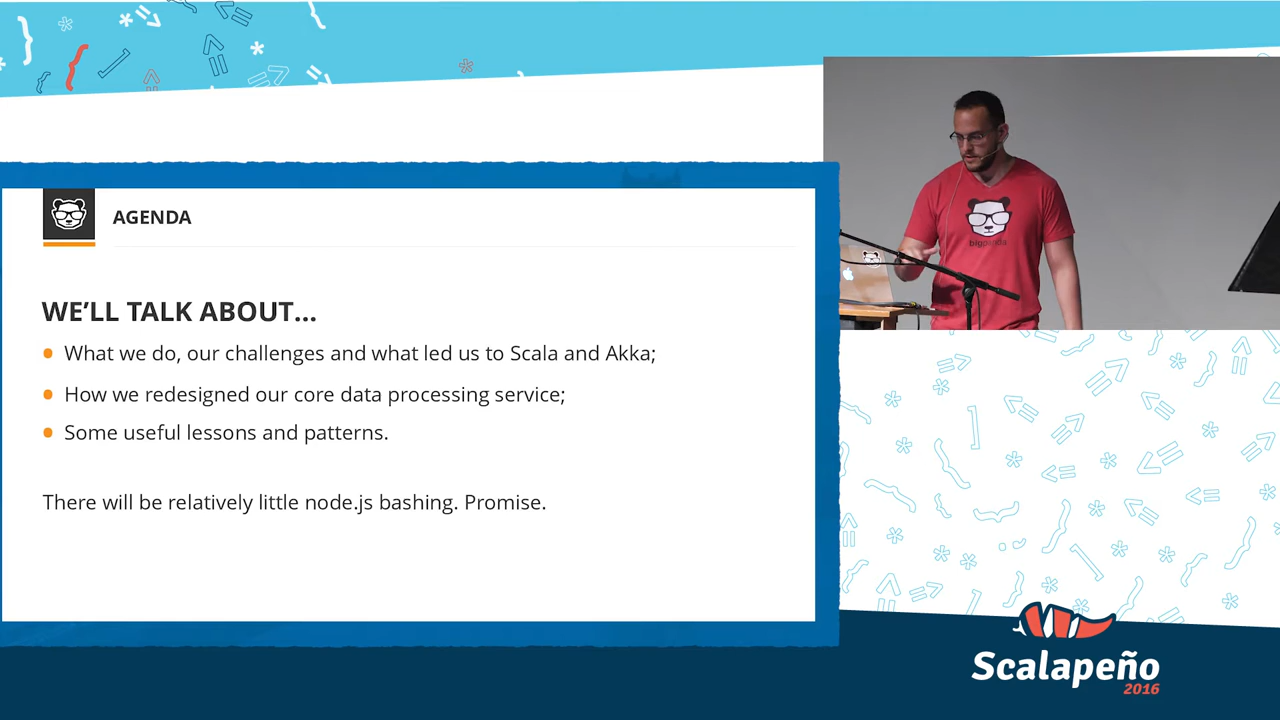 AGENDA
WE’LL TALK ABOUT...
What we do, our challenges and what led us to Scala and Akka;
How we redesigned our core data processing service;
Some useful lessons and patterns.
There will be relatively little node.js bashing. Promise.
bigpanda
Scalapeño
2016